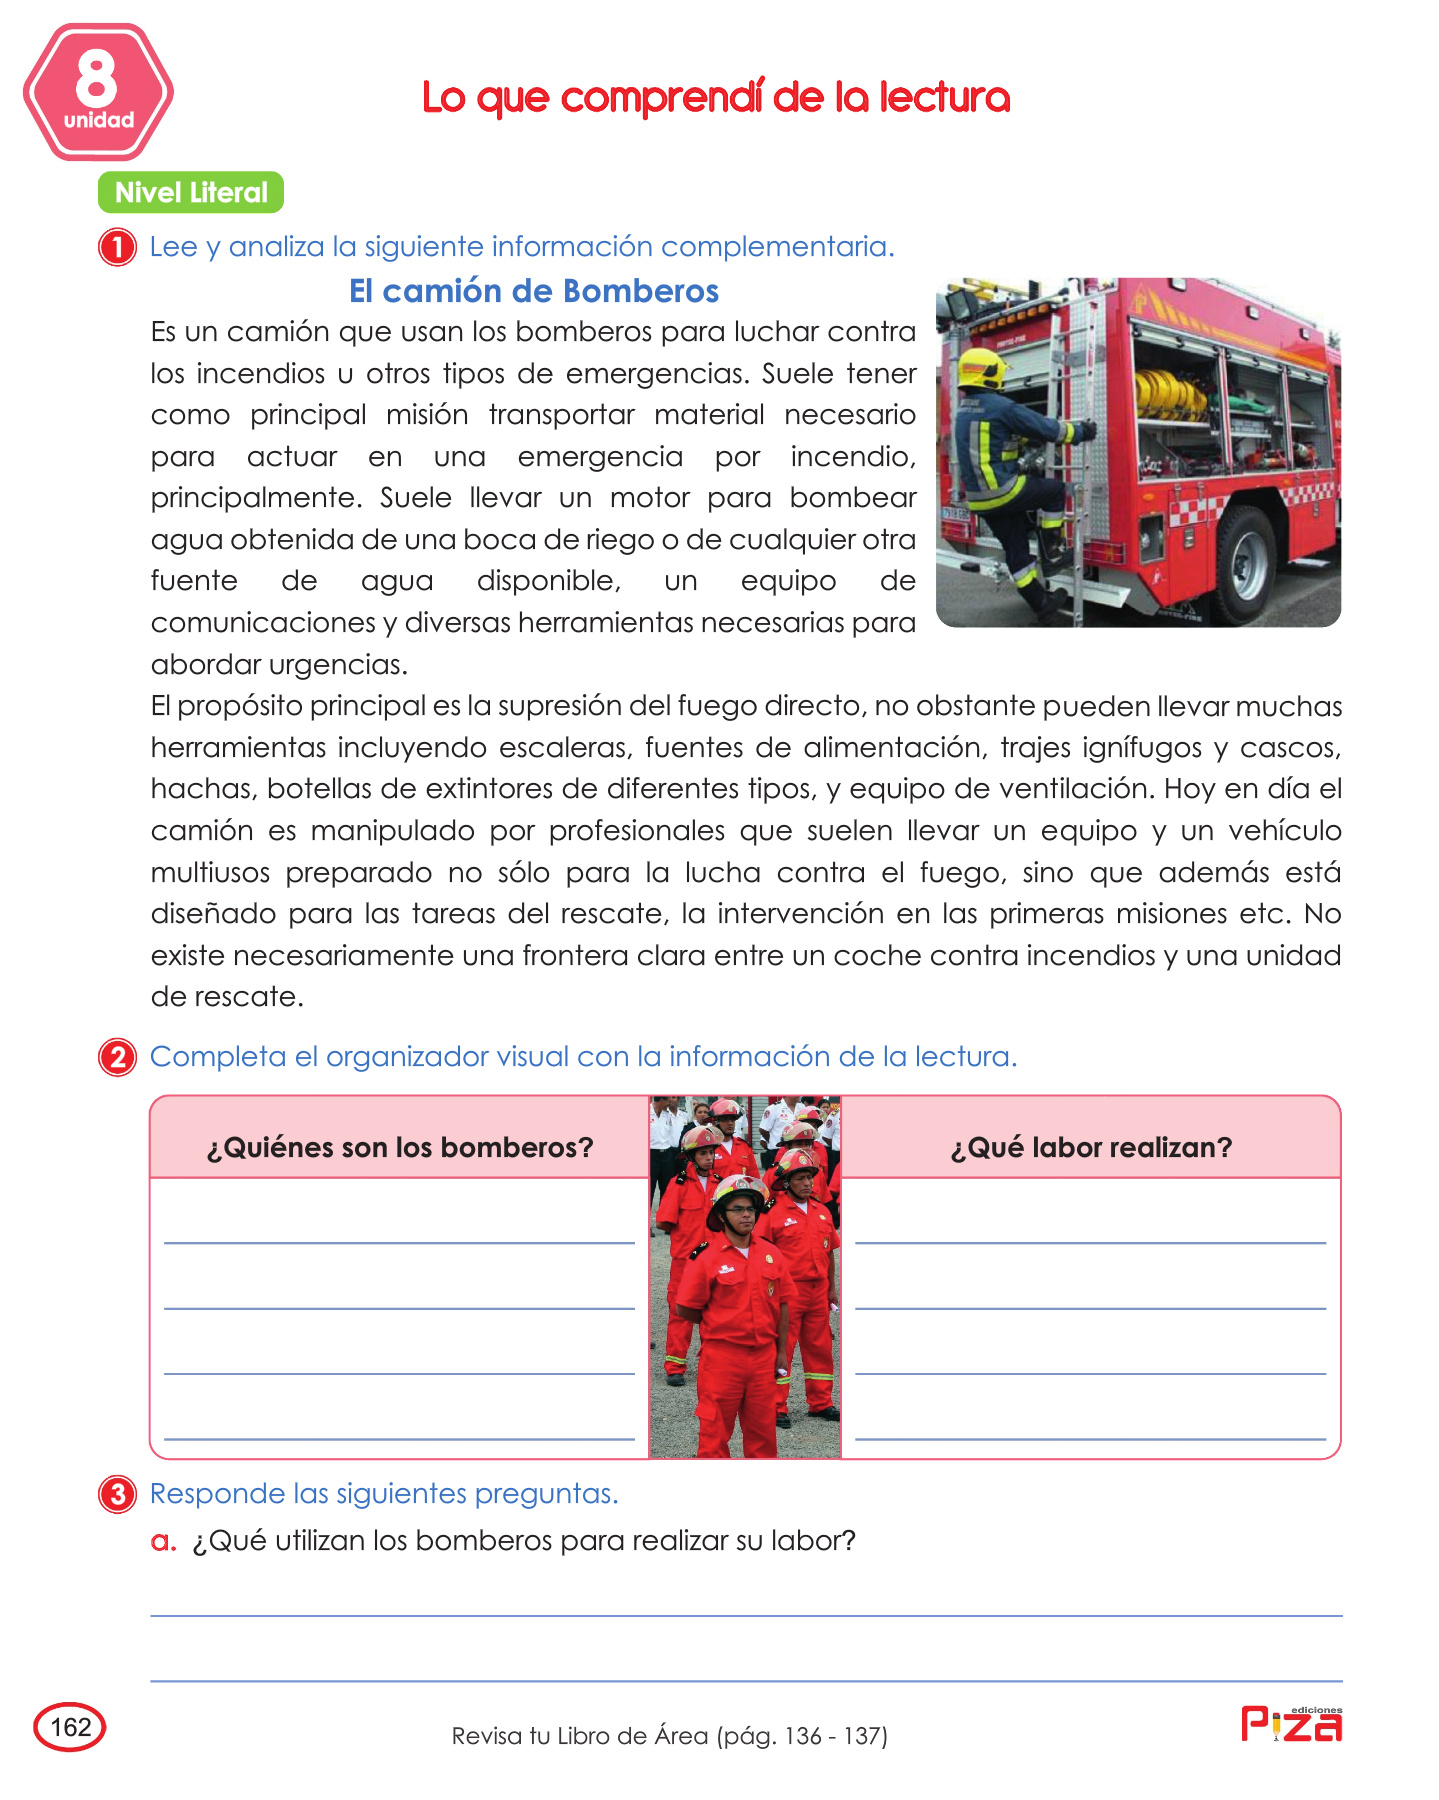 8
unidad
Lo que comprendí de la lectura
Nivel Literal
1 Lee y analiza la siguiente información complementaria.
El camión de Bomberos
Es un camión que usan los bomberos para luchar contra
los incendios u otros tipos de emergencias. Suele tener
como principal misión transportar material necesario
para actuar en una emergencia por incendio,
principalmente. Suele llevar un motor para bombear
agua obtenida de una boca de riego o de cualquier otra
fuente de agua disponible, un equipo de
comunicaciones y diversas herramientas necesarias para
abordar urgencias.
El propósito principal es la supresión del fuego directo, no obstante pueden llevar muchas
herramientas incluyendo escaleras, fuentes de alimentación, trajes ignífugos y cascos,
hachas, botellas de extintores de diferentes tipos, y equipo de ventilación. Hoy en día el
camión es manipulado por profesionales que suelen llevar un equipo y un vehículo
multiusos preparado no sólo para la lucha contra el fuego, sino que además está
diseñado para las tareas del rescate, la intervención en las primeras misiones etc. No
existe necesariamente una frontera clara entre un coche contra incendios y una unidad
de rescate.
2 Completa el organizador visual con la información de la lectura.
¿Quiénes son los bomberos?
¿Qué labor realizan?
3 Responde las siguientes preguntas.
a. ¿Qué utilizan los bomberos para realizar su labor?
162
Revisa tu Libro de Área (pág. 136 - 137)
ediciones
Piza